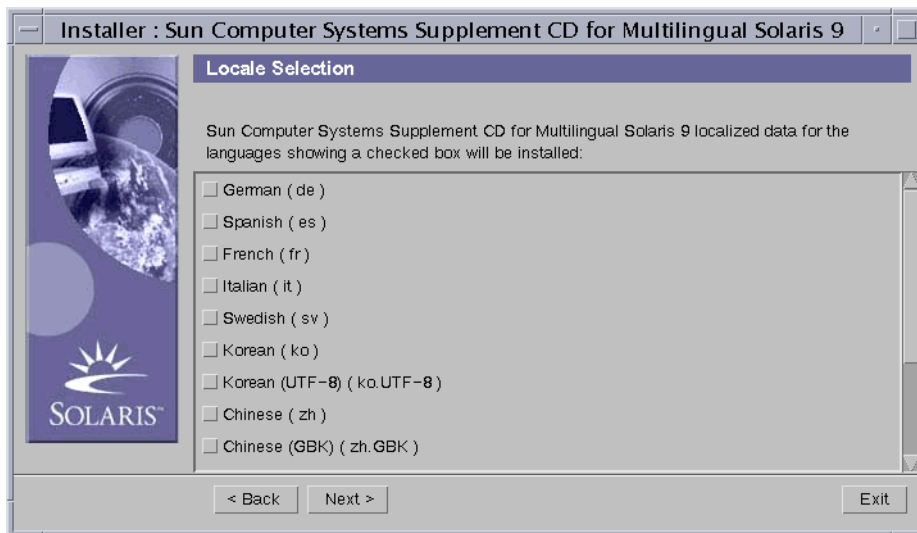 Installer : Sun Computer Systems Supplement CD for Multilingual Solaris 9
Locale Selection
Sun Computer Systems Supplement CD for Multilingual Solaris 9 localized data for the
languages showing a checked box will be installed:
German ( de )
Spanish ( es )
French ( fr )
Italian ( it )
Swedish ( sv )
Korean ( ko )
Korean (UTF-8) ( ko.UTF-8 )
Chinese ( zh )
Chinese (GBK) ( zh.GBK )
SOLARIS™
< Back
Next >
Exit